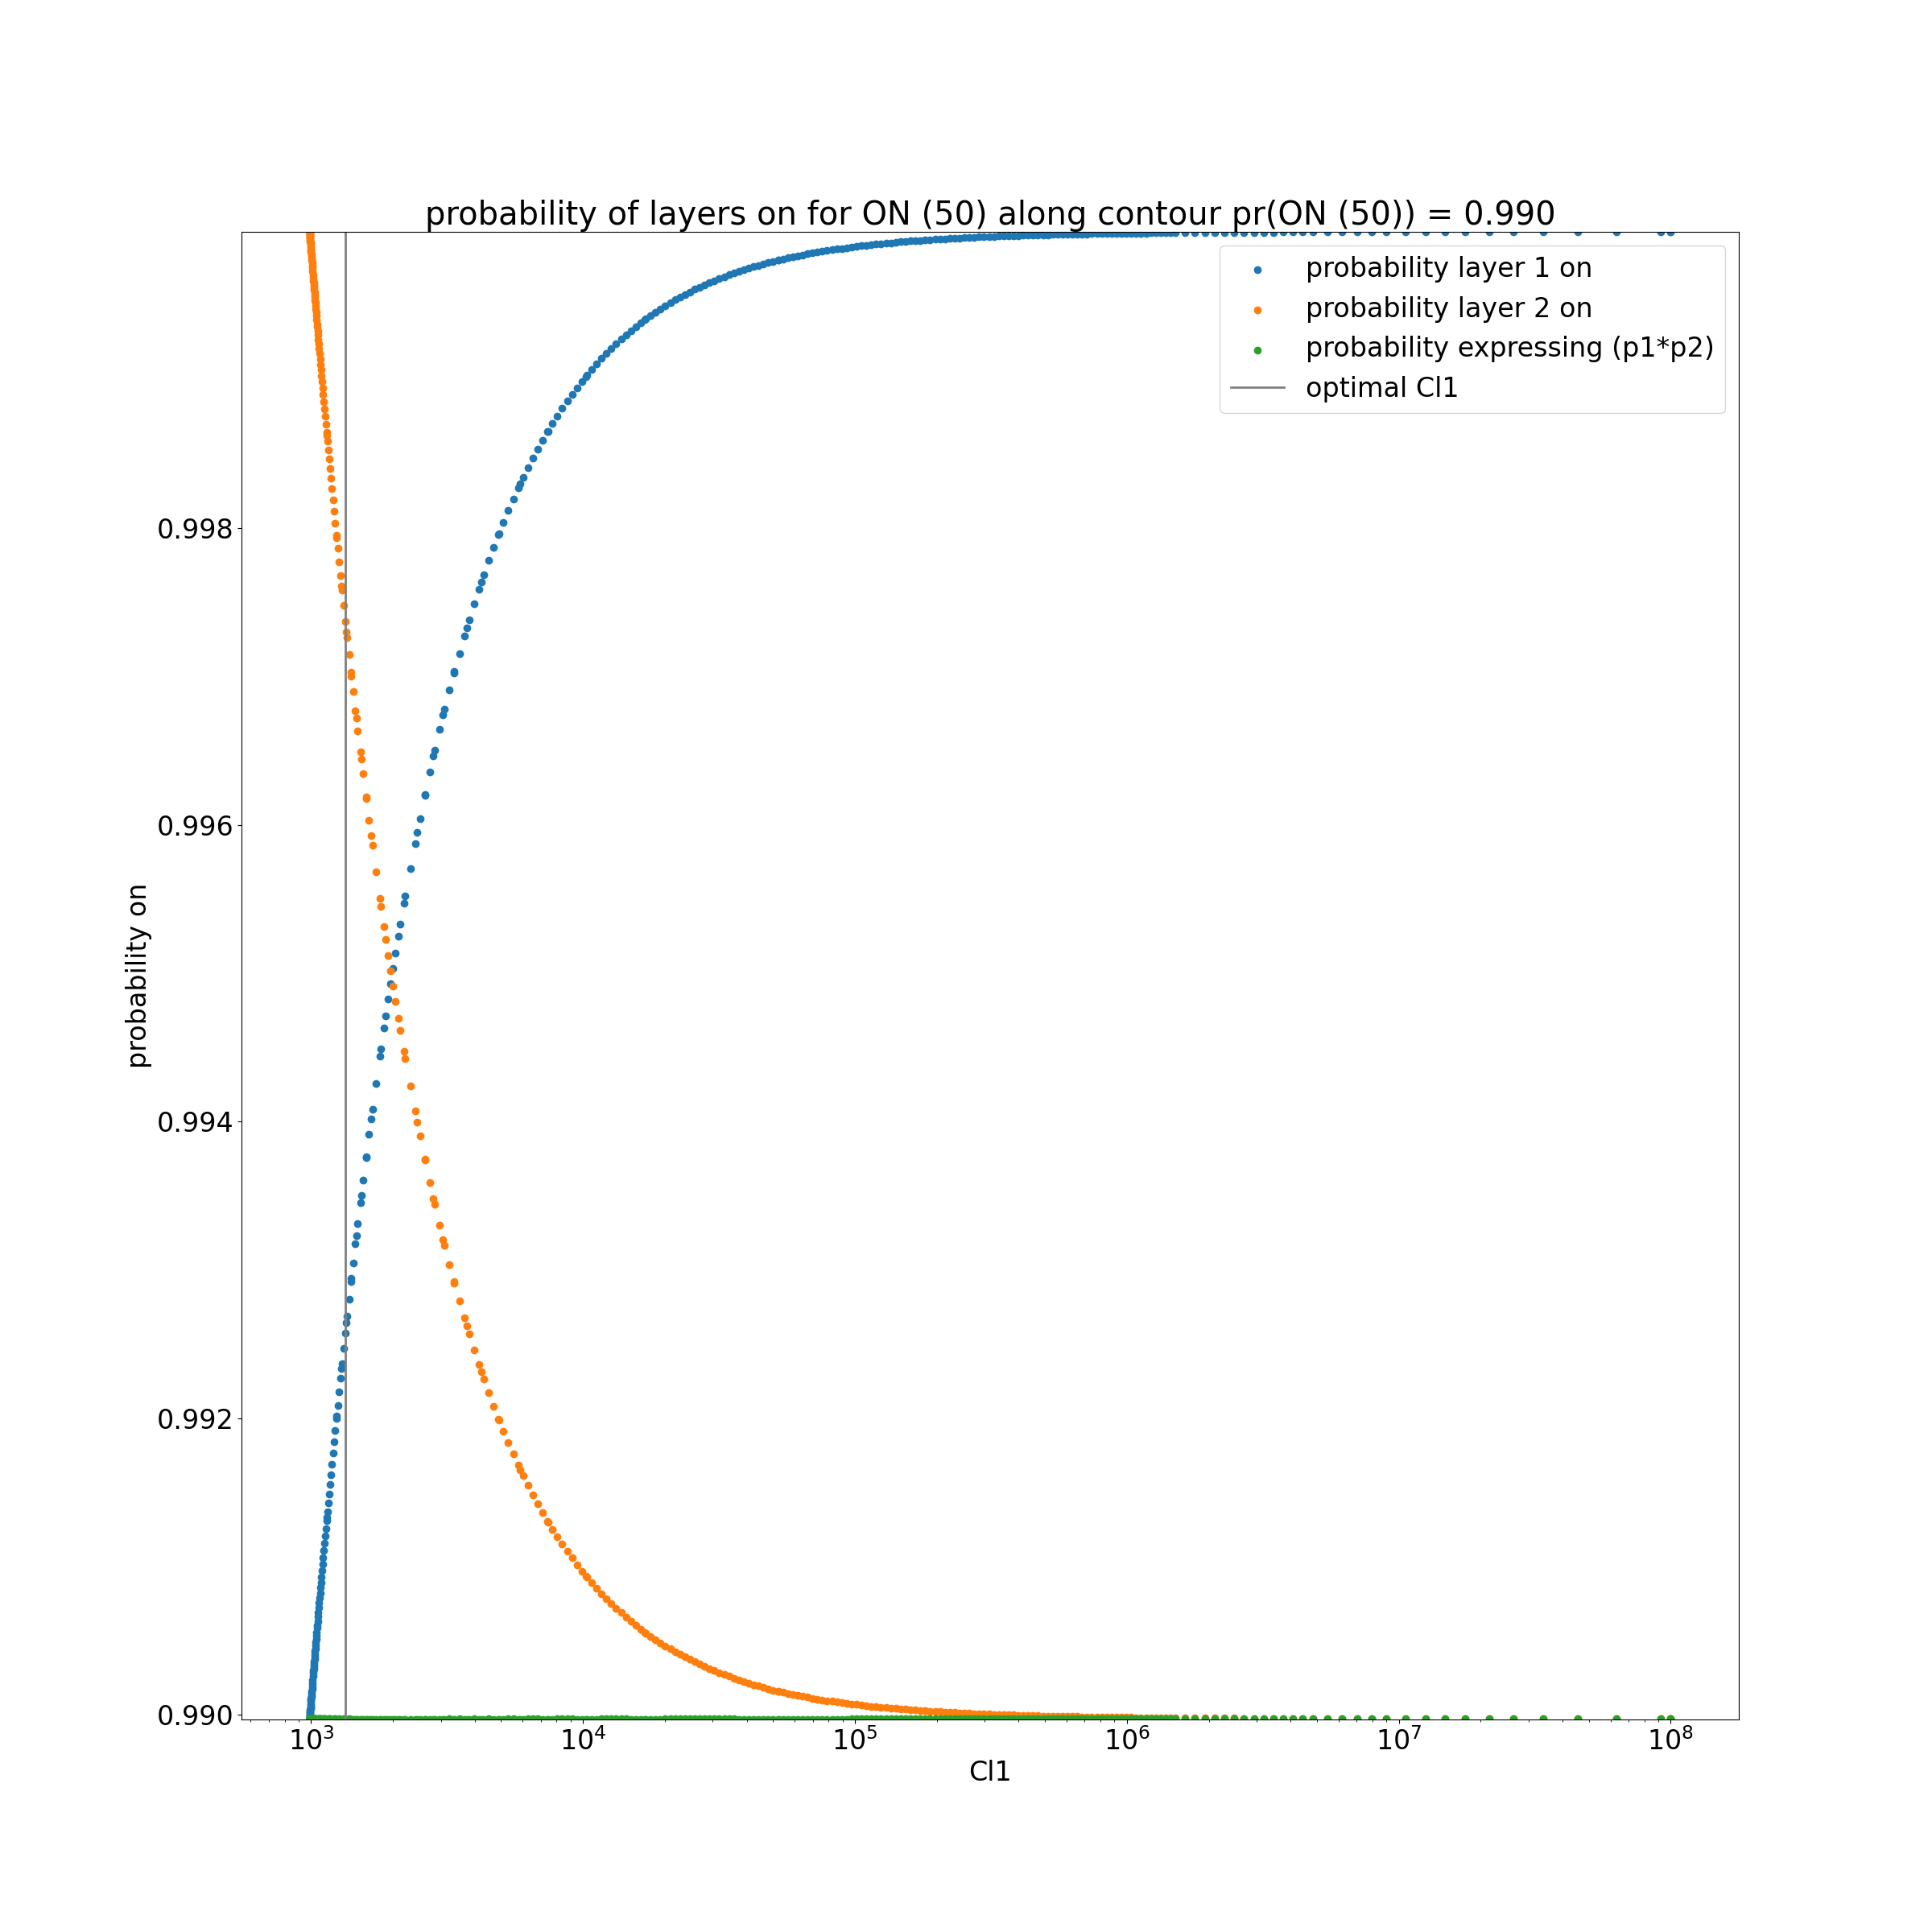 probability of layers on for ON (50) along contour pr(ON (50)) = 0.990
probability layer 1 on
probability layer 2 on
probability expressing (p1*p2)
optimal Cl1
0.998
0.996
0.994
0.992
0.990
probability on
10³ 10⁴ 10⁵ 10⁶ 10⁷ 10⁸
Cl1